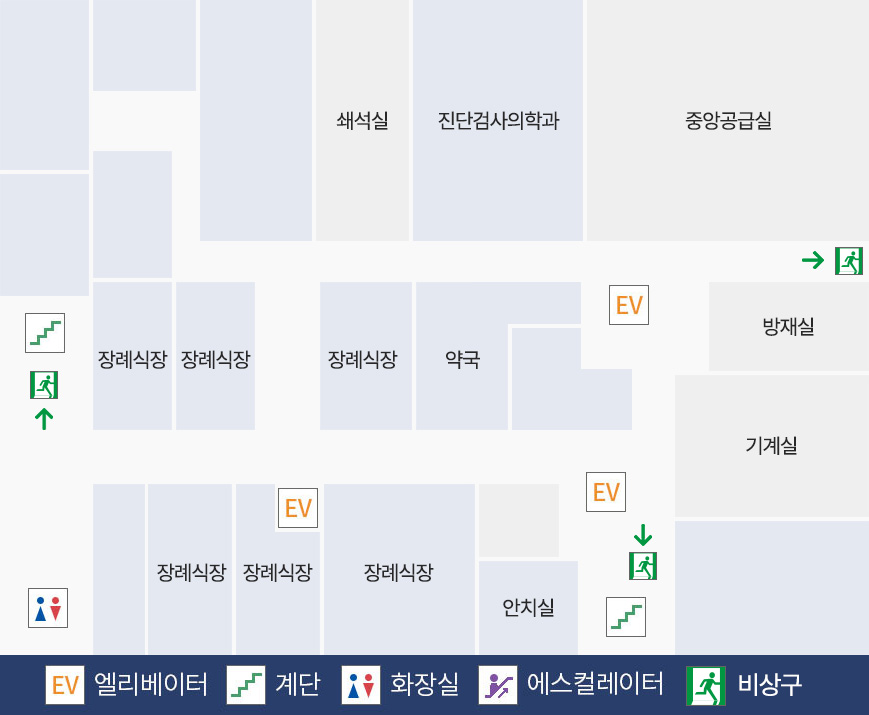 쇄석실
진단검사의학과
중앙공급실
EV
방재실
장례식장
장례식장
장례식장
약국
기계실
EV
EV
장례식장
장례식장
장례식장
안치실
EV 엘리베이터 계단 화장실 에스컬레이터 비상구